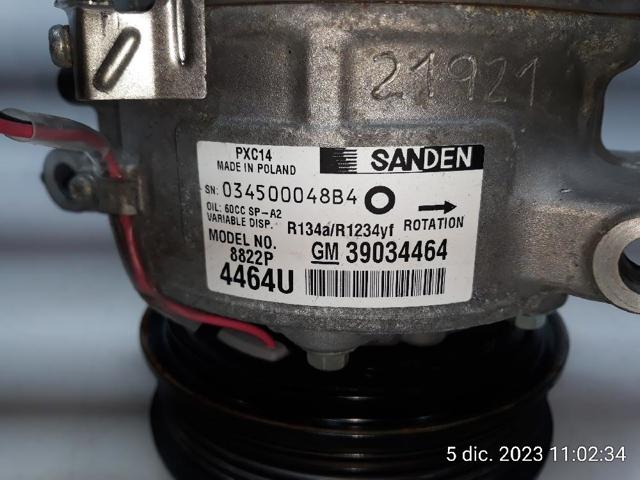 21921
PXC14
MADE IN POLAND
SANDEN
SN: 034500048B4
OIL: 60CC SP-A2
VARIABLE DISP.
R134a/R1234yf
ROTATION
MODEL NO.
8822P
GM 39034464
4464U
5 dic. 2023 11:02:34